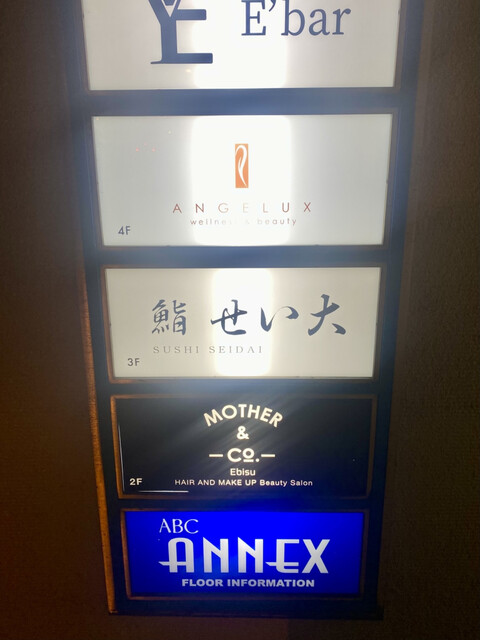 YE E'bar
ANGELUX
wellness & beauty
4F
鮨 せい大
SUSHI SEIDAI
3F
MOTHER
&
-CO.-
Ebisu
2F
HAIR AND MAKE UP Beauty Salon
ABC
ANNEX
FLOOR INFORMATION